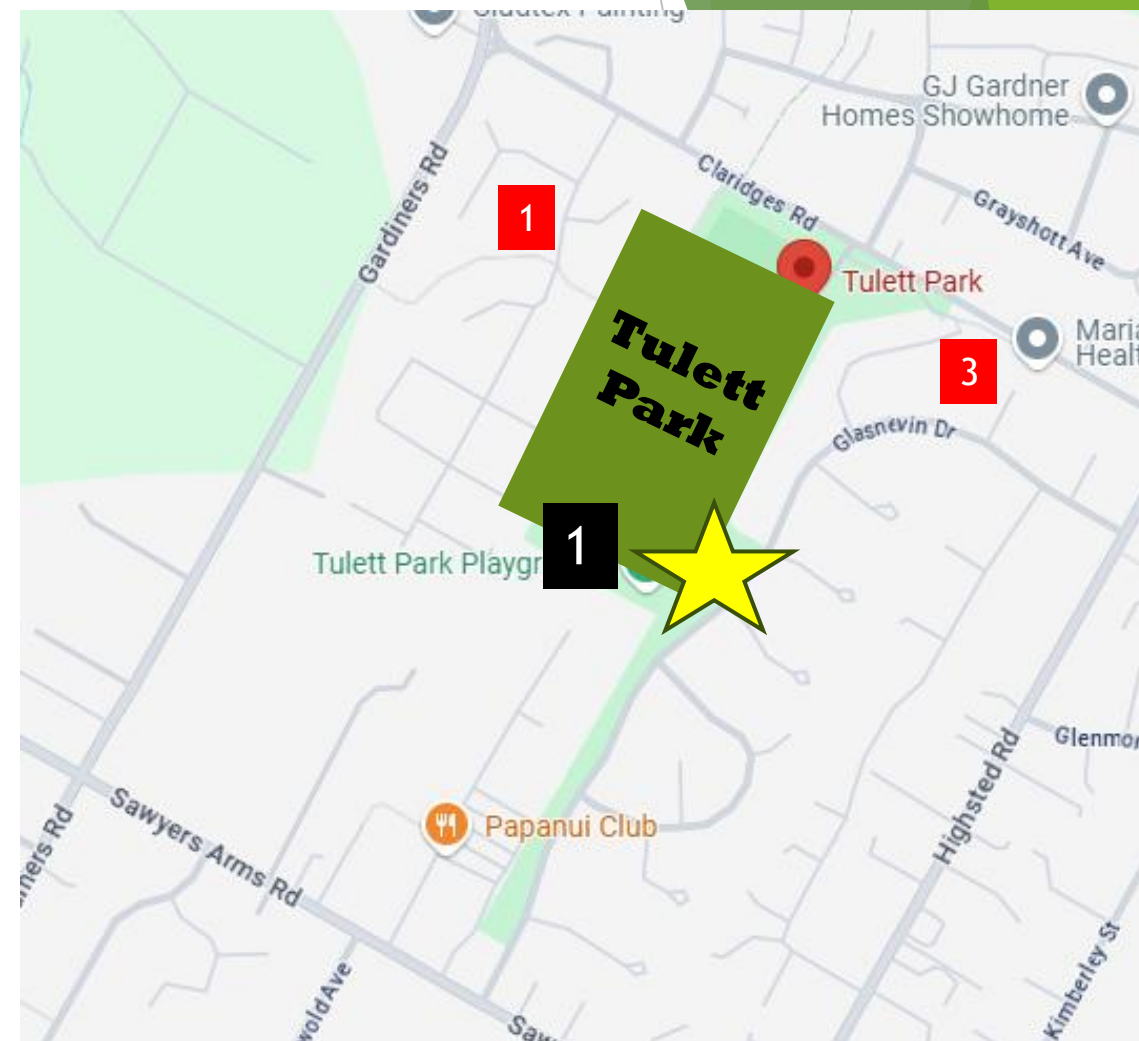 GJ Gardner
Homes Showhome
Claridges Rd
Grayshott Ave
Gardiners Rd
1
Tulett Park
Tulett
Park
3
Glasnevin Dr
1
Tulett Park Playgr
Highsted Rd
Papanui Club
Sawyers Arms Rd
Kimberley St